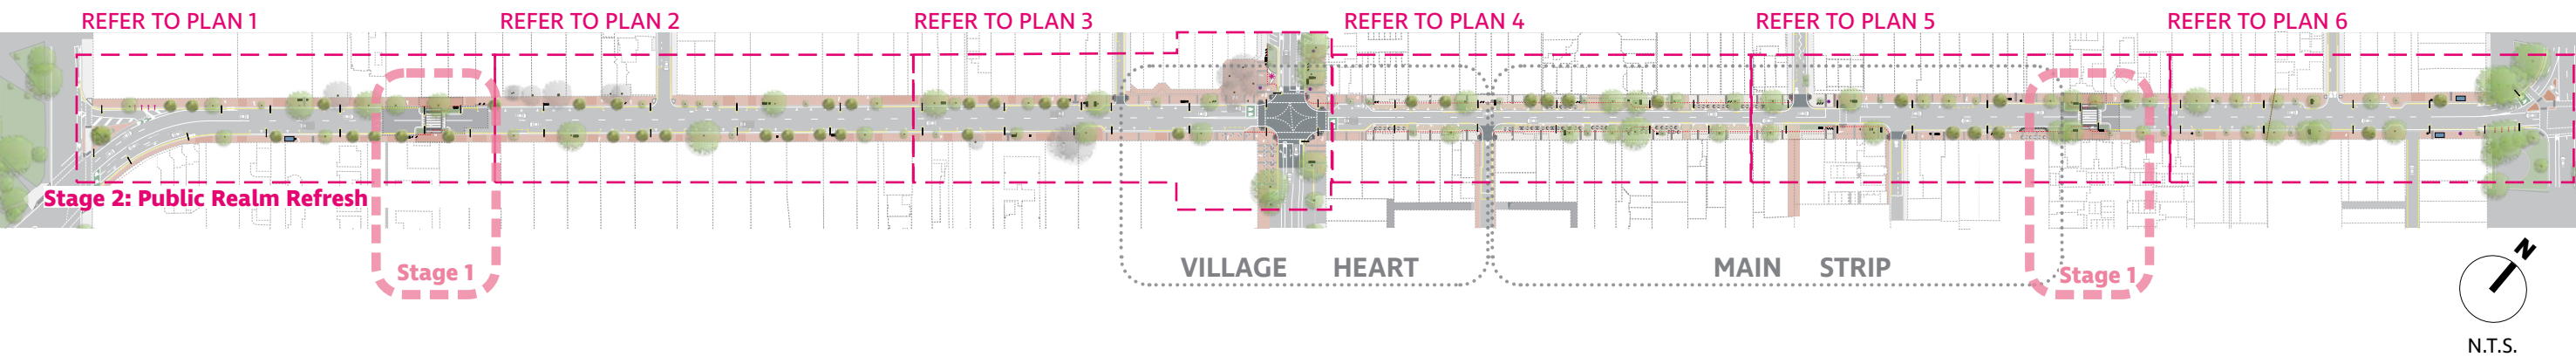 REFER TO PLAN 1
REFER TO PLAN 2
REFER TO PLAN 3
REFER TO PLAN 4
REFER TO PLAN 5
REFER TO PLAN 6
Stage 2: Public Realm Refresh
Stage 1
VILLAGE HEART
MAIN STRIP
Stage 1
N
N.T.S.